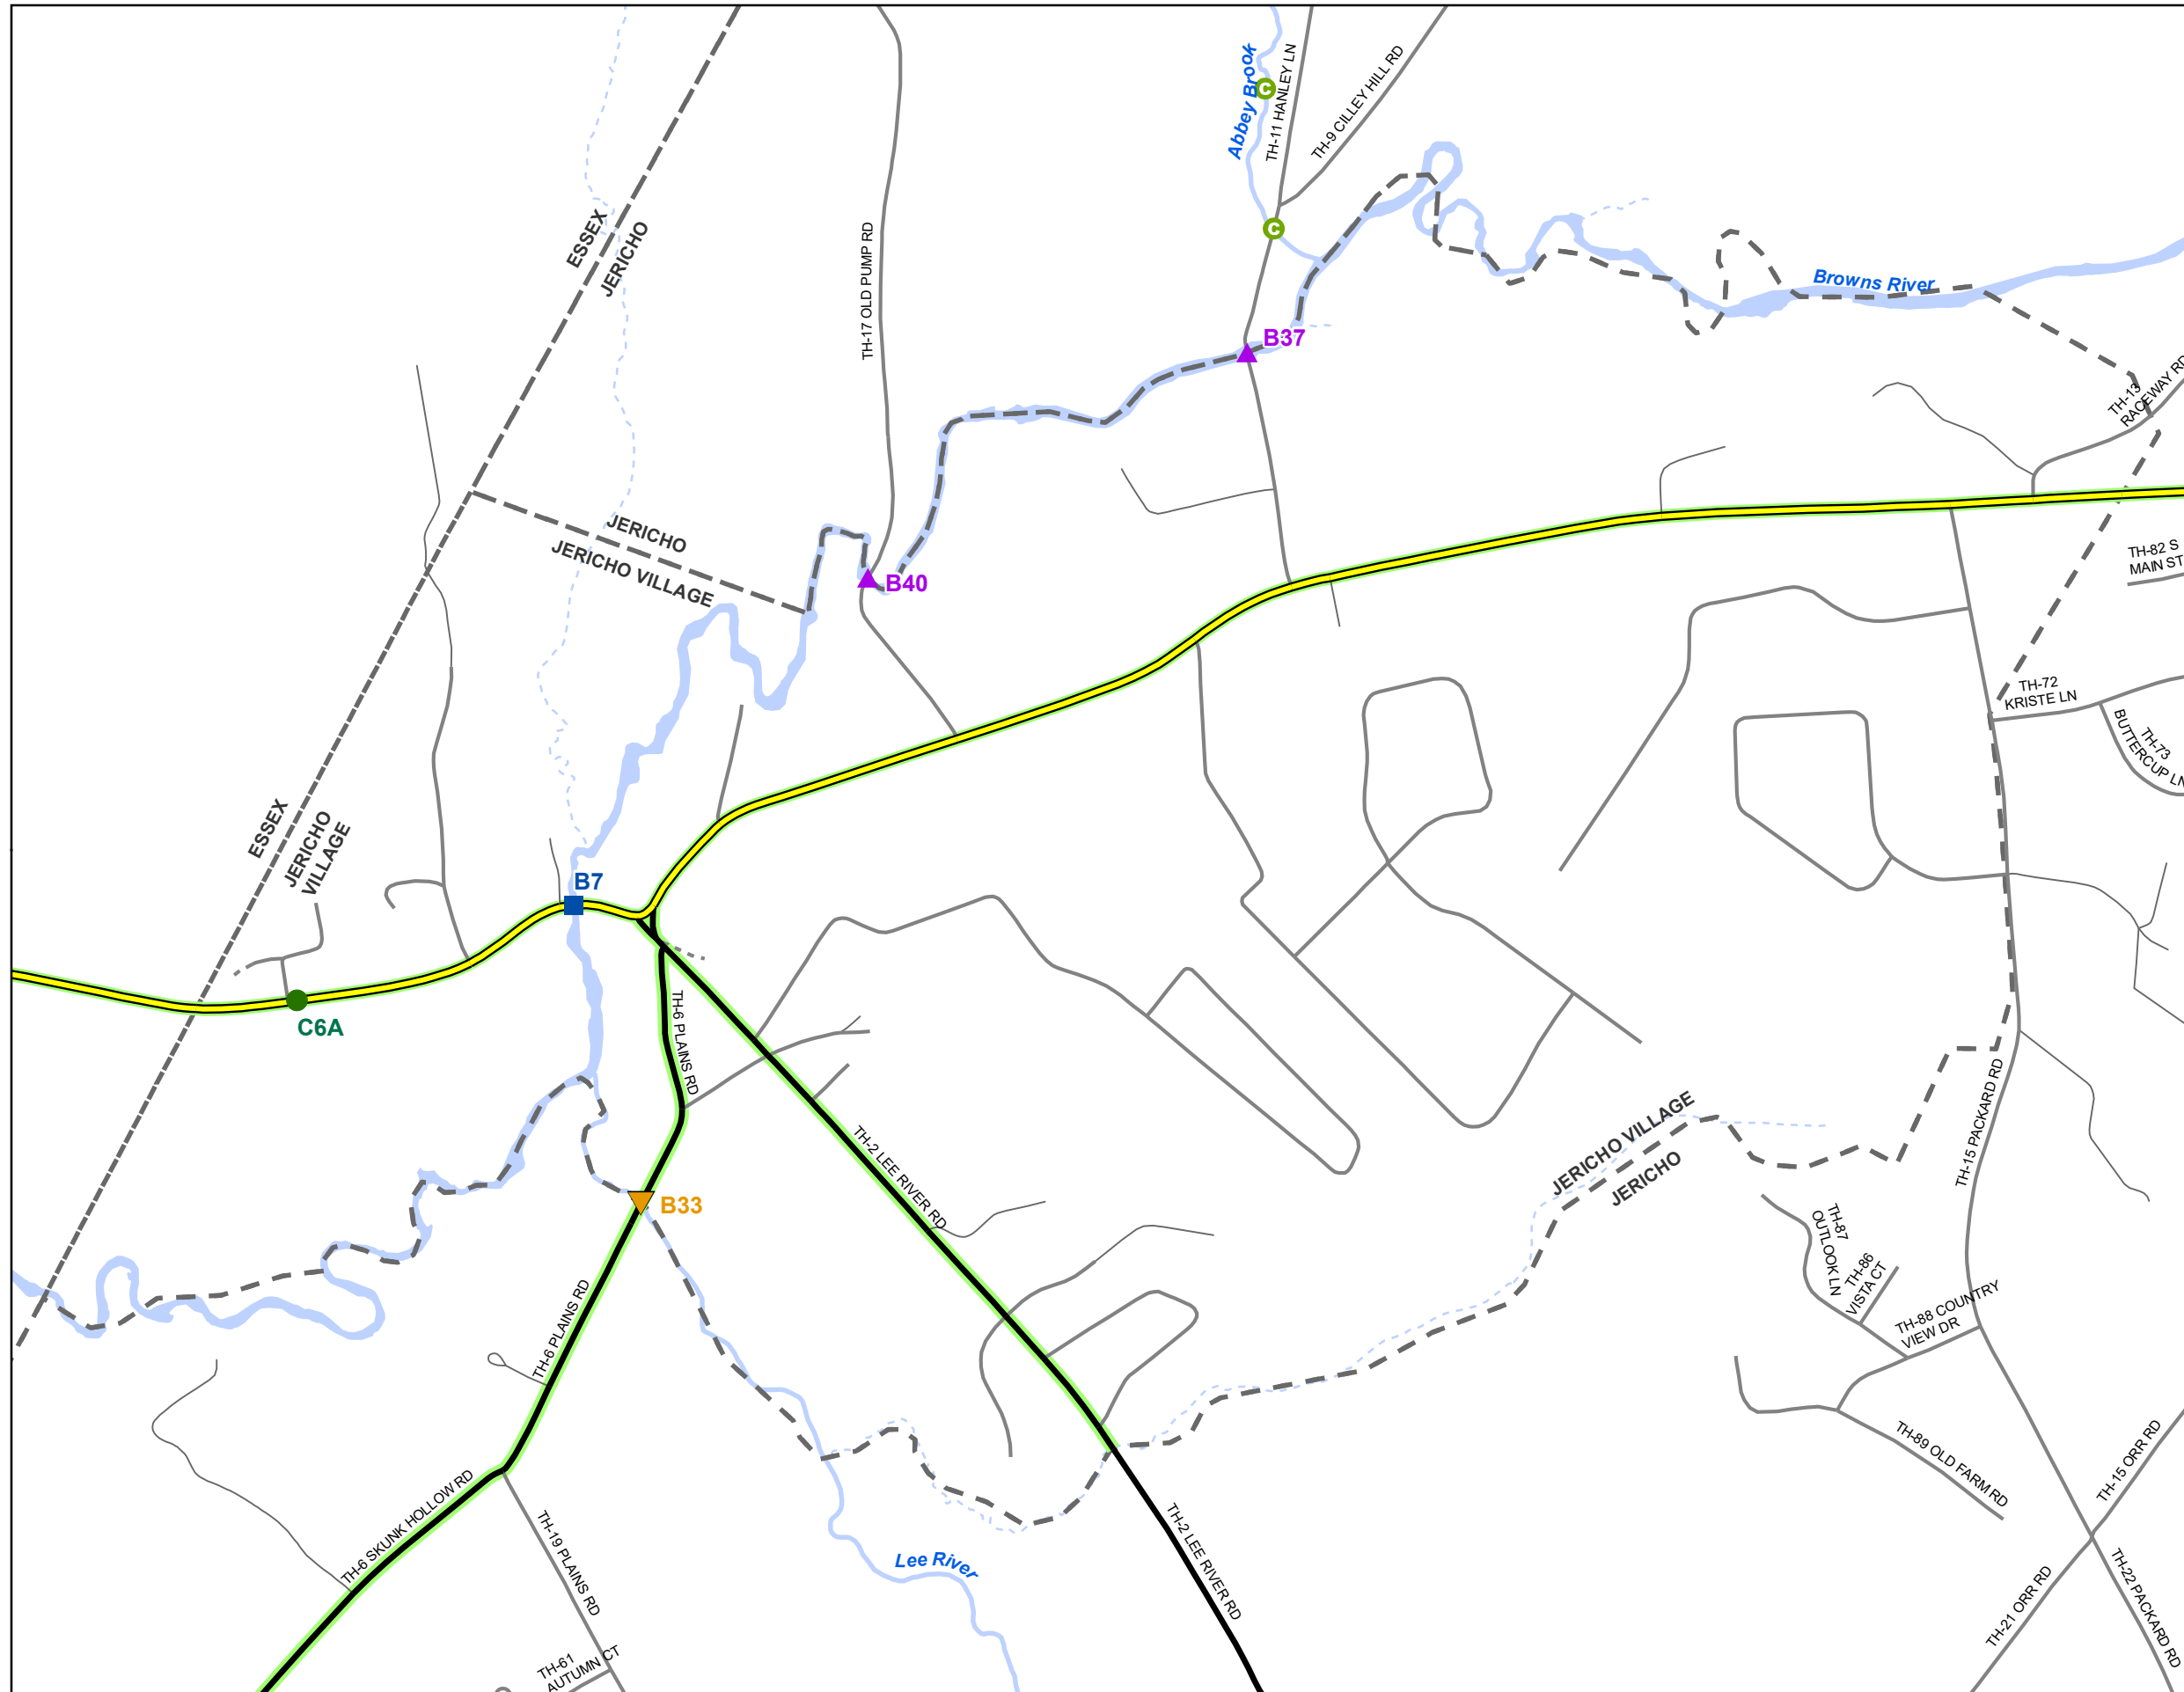 Abbey Brook
C
TH-11 HANLEY LN
TH-9 CILLEY HILL RD
C
ESSEX
JERICHO
TH-17 OLD PUMP RD
Browns River
B37
TH-13
RACEWAY RD
JERICHO
JERICHO VILLAGE
B40
TH-82 S
MAIN ST
TH-72
KRISTE LN
TH-73
BUTTERCUP LN
ESSEX
JERICHO
VILLAGE
B7
C6A
TH-6 PLAINS RD
TH-2 LEE RIVER RD
JERICHO VILLAGE
JERICHO
TH-15 PACKARD RD
B33
TH-87
OUTLOOK LN
TH-86
VISTA CT
TH-88 COUNTRY
VIEW DR
TH-6 PLAINS RD
TH-89 OLD FARM RD
TH-15 ORR RD
TH-6 SKUNK HOLLOW RD
TH-19 PLAINS RD
Lee River
TH-2 LEE RIVER RD
TH-21 ORR RD
TH-22 PACKARD RD
TH-61
AUTUMN CT